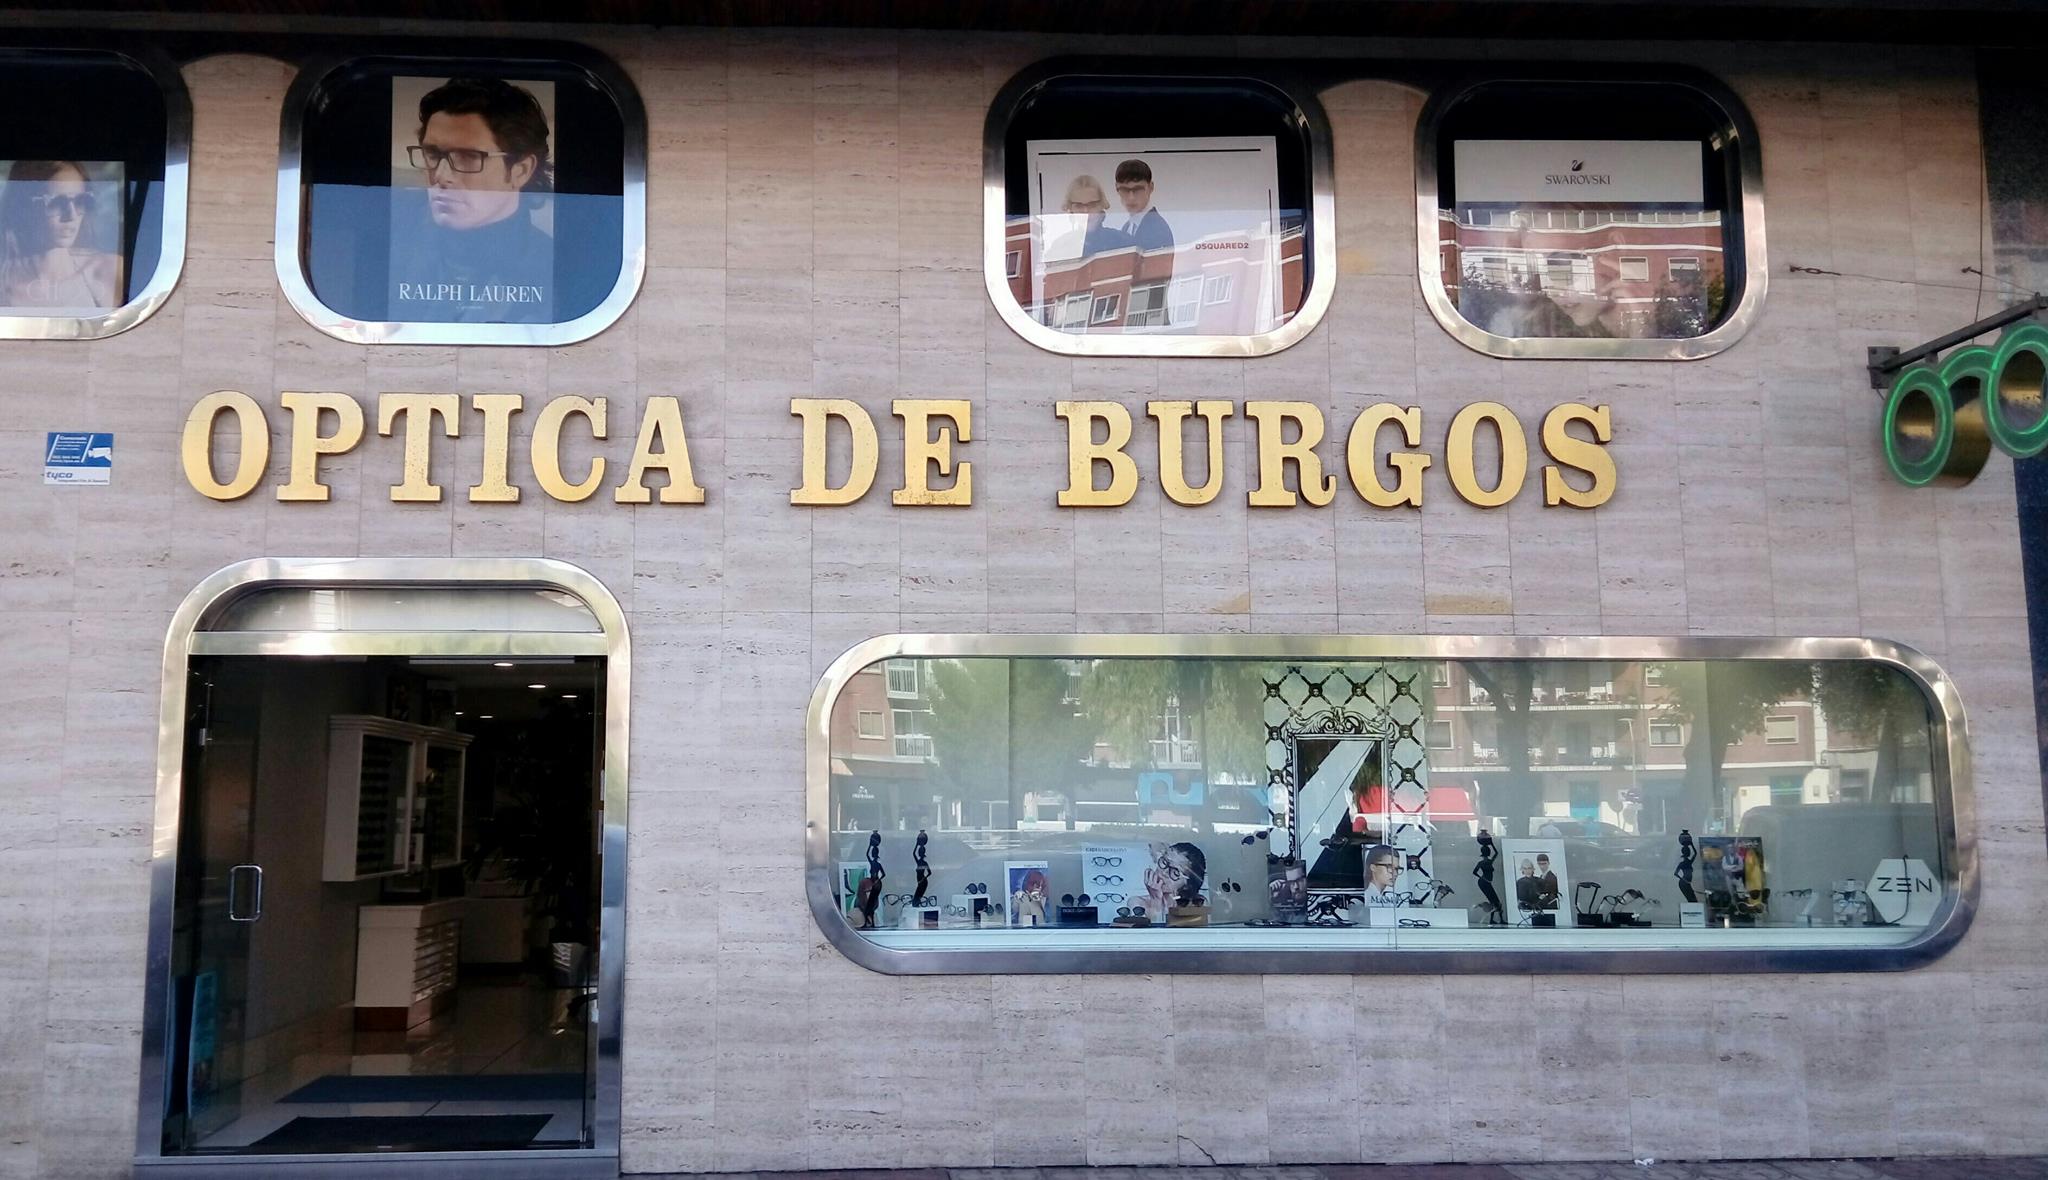 RALPH LAUREN
DSQUARED2
SWAROVSKI
OPTICA DE BURGOS
tyco
ZEN